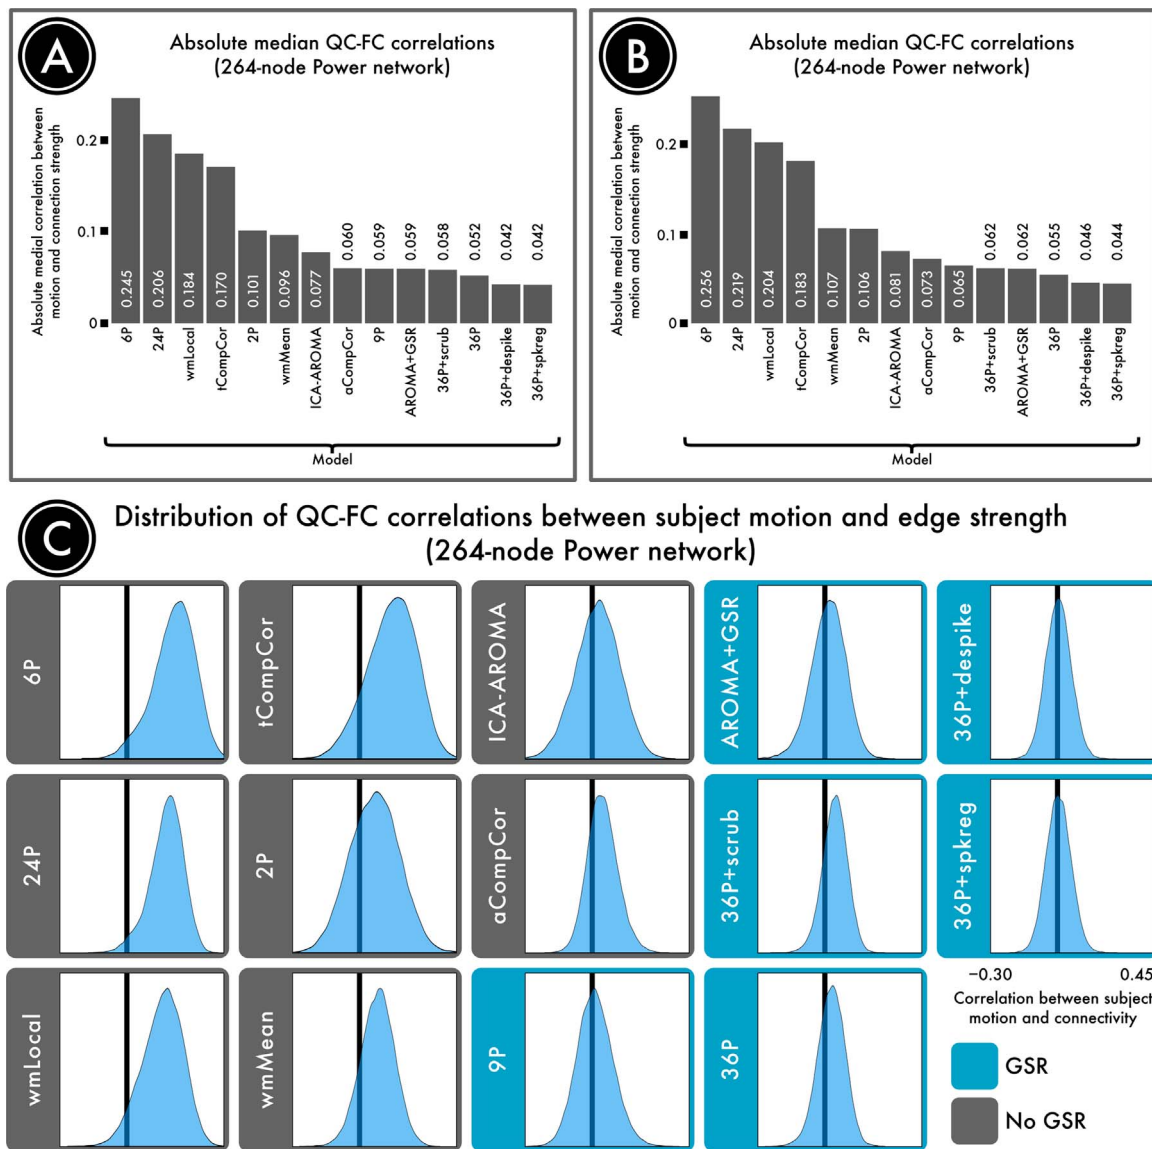 A
Absolute median QC-FC correlations
(264-node Power network)
Absolute medial correlation between
motion and connection strength
0.2
0.1
0
0.245
0.206
0.184
0.170
0.101
0.096
0.077
0.060
0.059
0.059
0.058
0.052
0.042
0.042
6P
24P
wmLocal
tCompCor
2P
wmMean
ICA-AROMA
aCompCor
9P
AROMA+GSR
36P+scrub
36P
36P+despike
36P+spkreg
Model
B
Absolute median QC-FC correlations
(264-node Power network)
Absolute medial correlation between
motion and connection strength
0.2
0.1
0
0.256
0.219
0.204
0.183
0.107
0.106
0.081
0.073
0.065
0.062
0.062
0.055
0.046
0.044
6P
24P
wmLocal
tCompCor
wmMean
2P
ICA-AROMA
aCompCor
9P
36P+scrub
AROMA+GSR
36P
36P+despike
36P+spkreg
Model
C
Distribution of QC-FC correlations between subject motion and edge strength
(264-node Power network)
6P
tCompCor
ICA-AROMA
AROMA+GSR
36P+despike
24P
2P
aCompCor
36P+scrub
36P+spkreg
wmLocal
wmMean
9P
36P
−0.30
0.45
Correlation between subject
motion and connectivity
GSR
No GSR